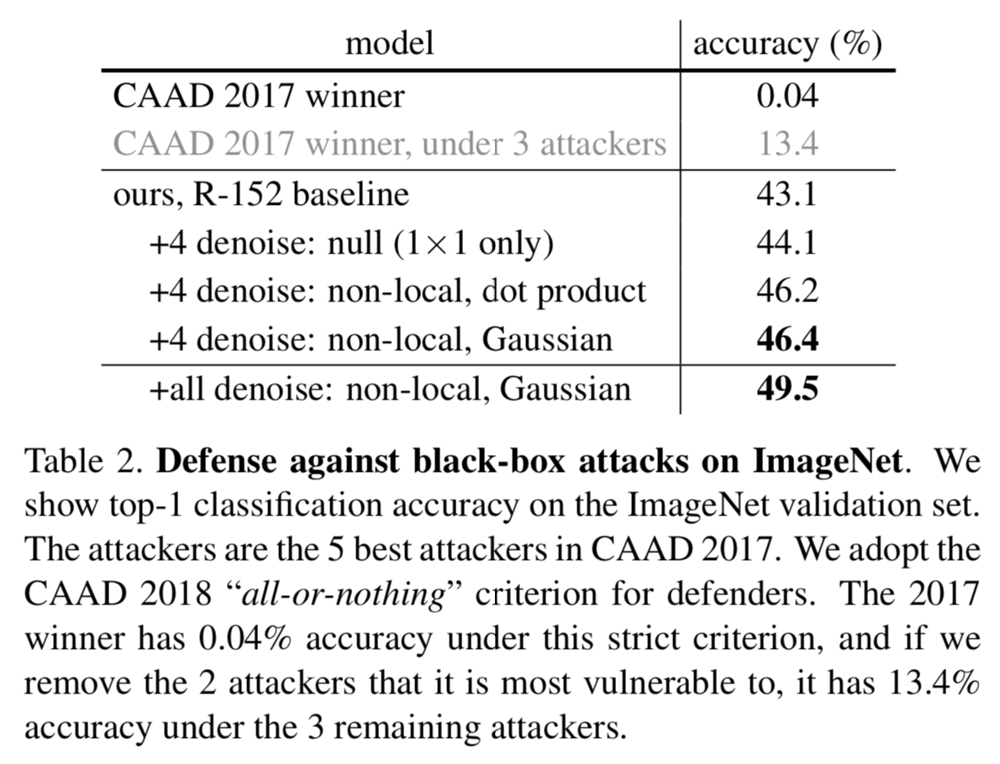 model accuracy (%)
CAAD 2017 winner 0.04
CAAD 2017 winner, under 3 attackers 13.4
ours, R-152 baseline 43.1
+4 denoise: null (1×1 only) 44.1
+4 denoise: non-local, dot product 46.2
+4 denoise: non-local, Gaussian 46.4
+all denoise: non-local, Gaussian 49.5
Table 2. Defense against black-box attacks on ImageNet. We
show top-1 classification accuracy on the ImageNet validation set.
The attackers are the 5 best attackers in CAAD 2017. We adopt the
CAAD 2018 “all-or-nothing” criterion for defenders. The 2017
winner has 0.04% accuracy under this strict criterion, and if we
remove the 2 attackers that it is most vulnerable to, it has 13.4%
accuracy under the 3 remaining attackers.